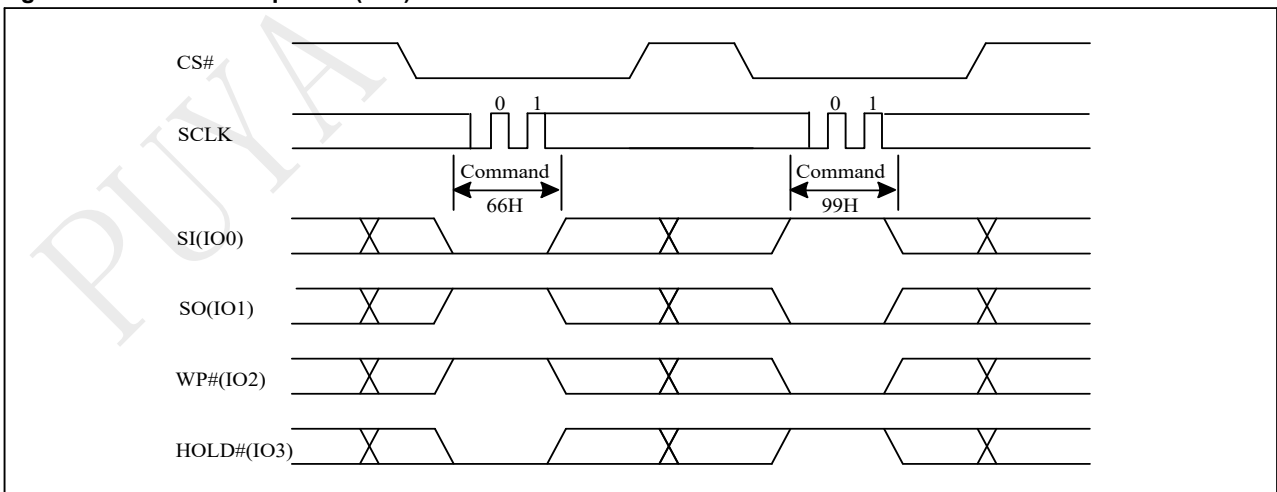 CS#
0 1 0 1
SCLK
Command Command
66H 99H
SI(IO0)
SO(IO1)
WP#(IO2)
HOLD#(IO3)
PUYA